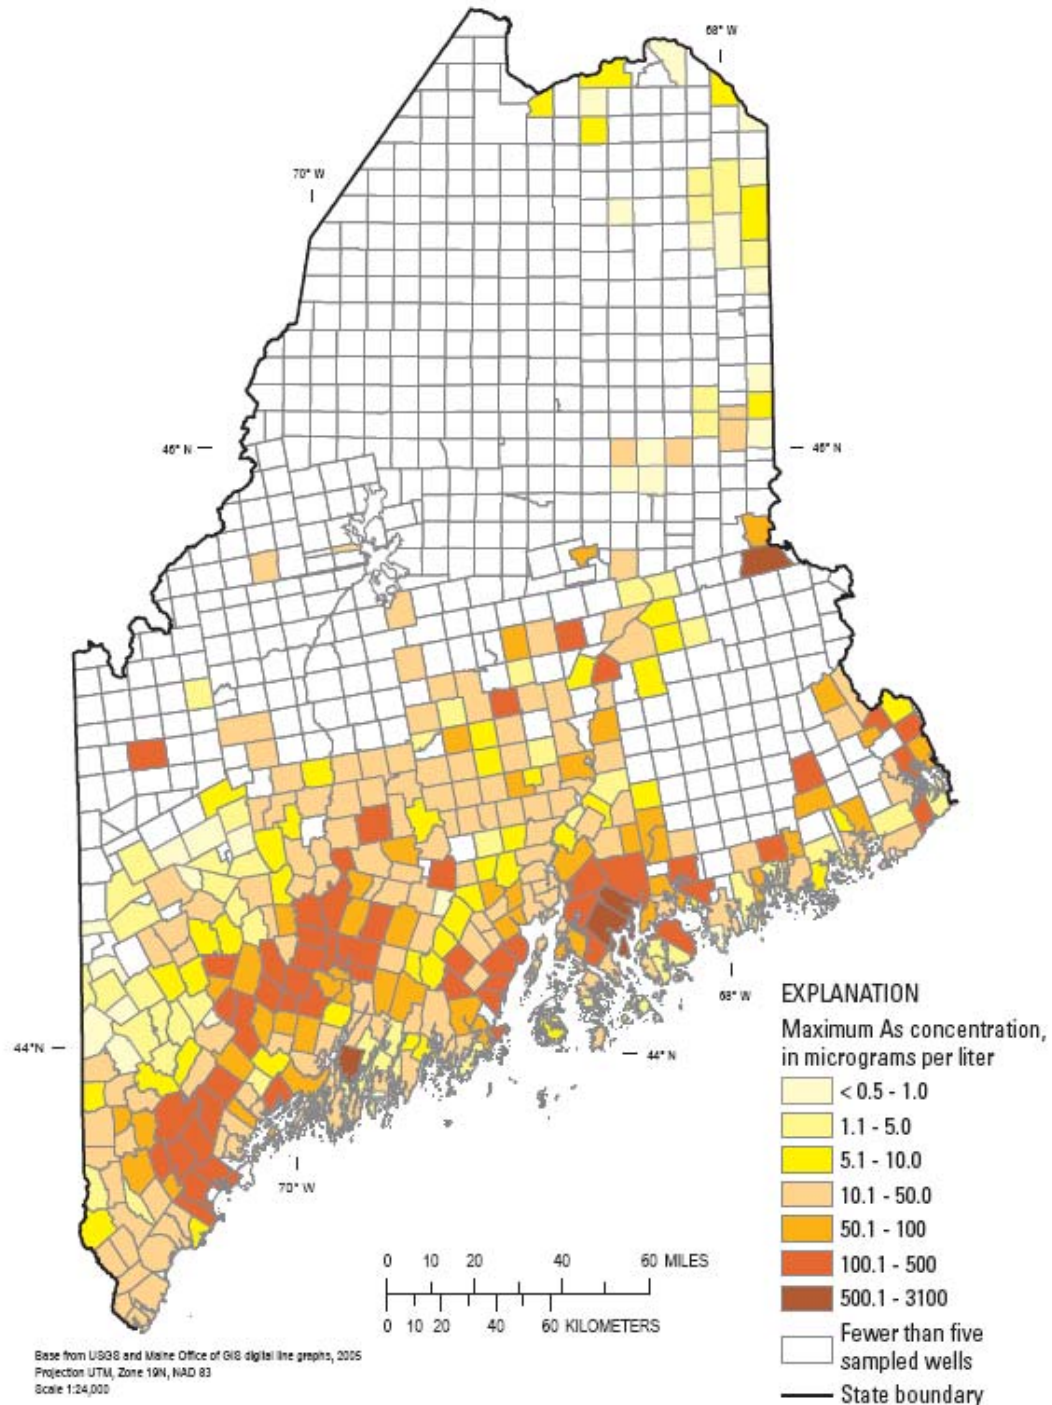 68° W
70° W
46° N
46° N
68° W
44°N
44° N
70° W
EXPLANATION
Maximum As concentration,
in micrograms per liter
< 0.5 - 1.0
1.1 - 5.0
5.1 - 10.0
10.1 - 50.0
50.1 - 100
100.1 - 500
500.1 - 3100
Fewer than five
sampled wells
State boundary
0 10 20 40 60 MILES
0 10 20 40 60 KILOMETERS
Base from USGS and Maine Office of GIS digital line graphs, 2005
Projection UTM, Zone 19N, NAD 83
Scale 1:24,000